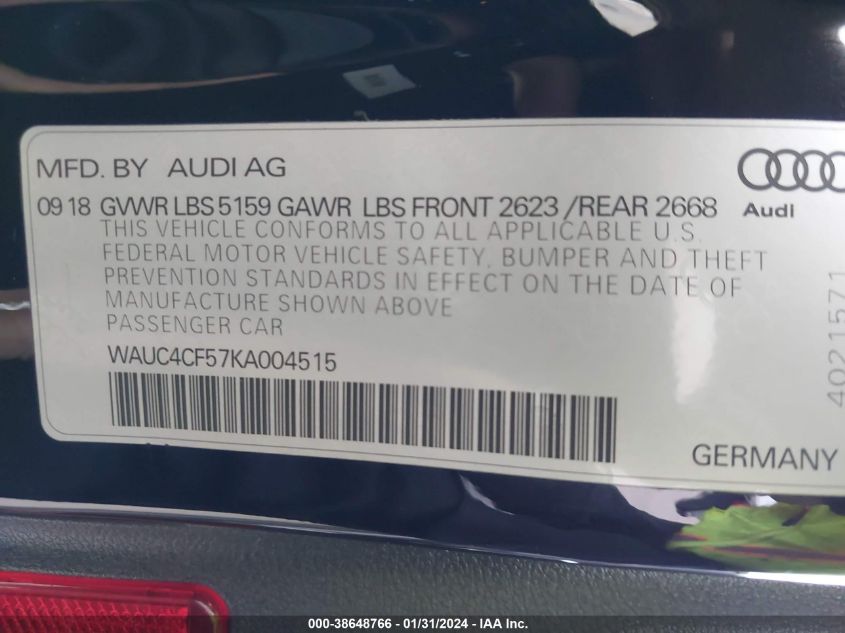 MFD. BY AUDI AG
Audi
09 18 GVWR LBS 5159 GAWR LBS FRONT 2623 /REAR 2668
THIS VEHICLE CONFORMS TO ALL APPLICABLE U.S.
FEDERAL MOTOR VEHICLE SAFETY, BUMPER AND THEFT
PREVENTION STANDARDS IN EFFECT ON THE DATE OF
MANUFACTURE SHOWN ABOVE
PASSENGER CAR
WAUC4CF57KA004515
4021571
GERMANY
000-38648766 - 01/31/2024 - IAA Inc.